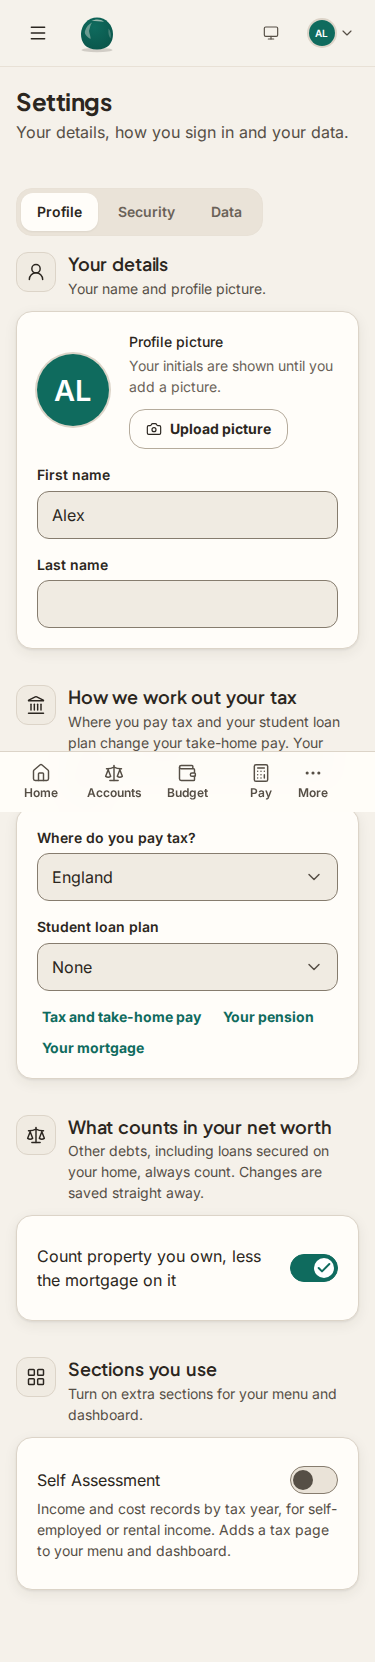 AL
Settings
Your details, how you sign in and your data.
Profile
Security
Data
Your details
Your name and profile picture.
AL
Profile picture
Your initials are shown until you
add a picture.
Upload picture
First name
Alex
Last name
How we work out your tax
Where you pay tax and your student loan
plan change your take-home pay. Your
Home
Accounts
Budget
Pay
More
Where do you pay tax?
England
Student loan plan
None
Tax and take-home pay
Your pension
Your mortgage
What counts in your net worth
Other debts, including loans secured on
your home, always count. Changes are
saved straight away.
Count property you own, less
the mortgage on it
Sections you use
Turn on extra sections for your menu and
dashboard.
Self Assessment
Income and cost records by tax year, for self-
employed or rental income. Adds a tax page
to your menu and dashboard.